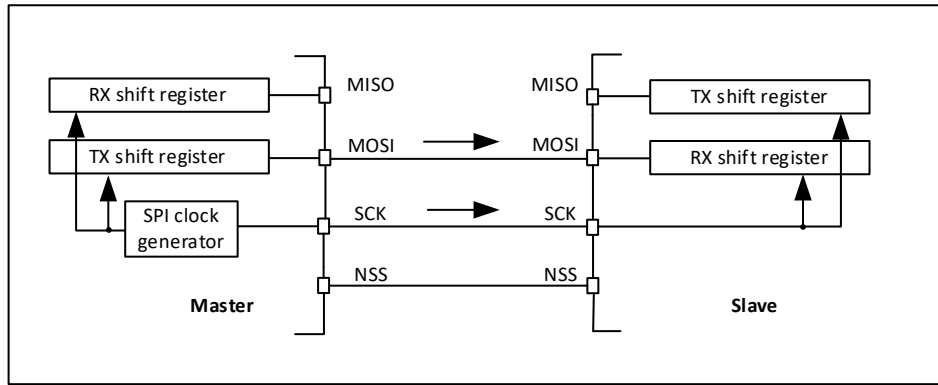 MISO
MISO
RX shift register
TX shift register
MOSI
MOSI
TX shift register
RX shift register
SPI clock
generator
SCK
SCK
NSS
NSS
Master
Slave